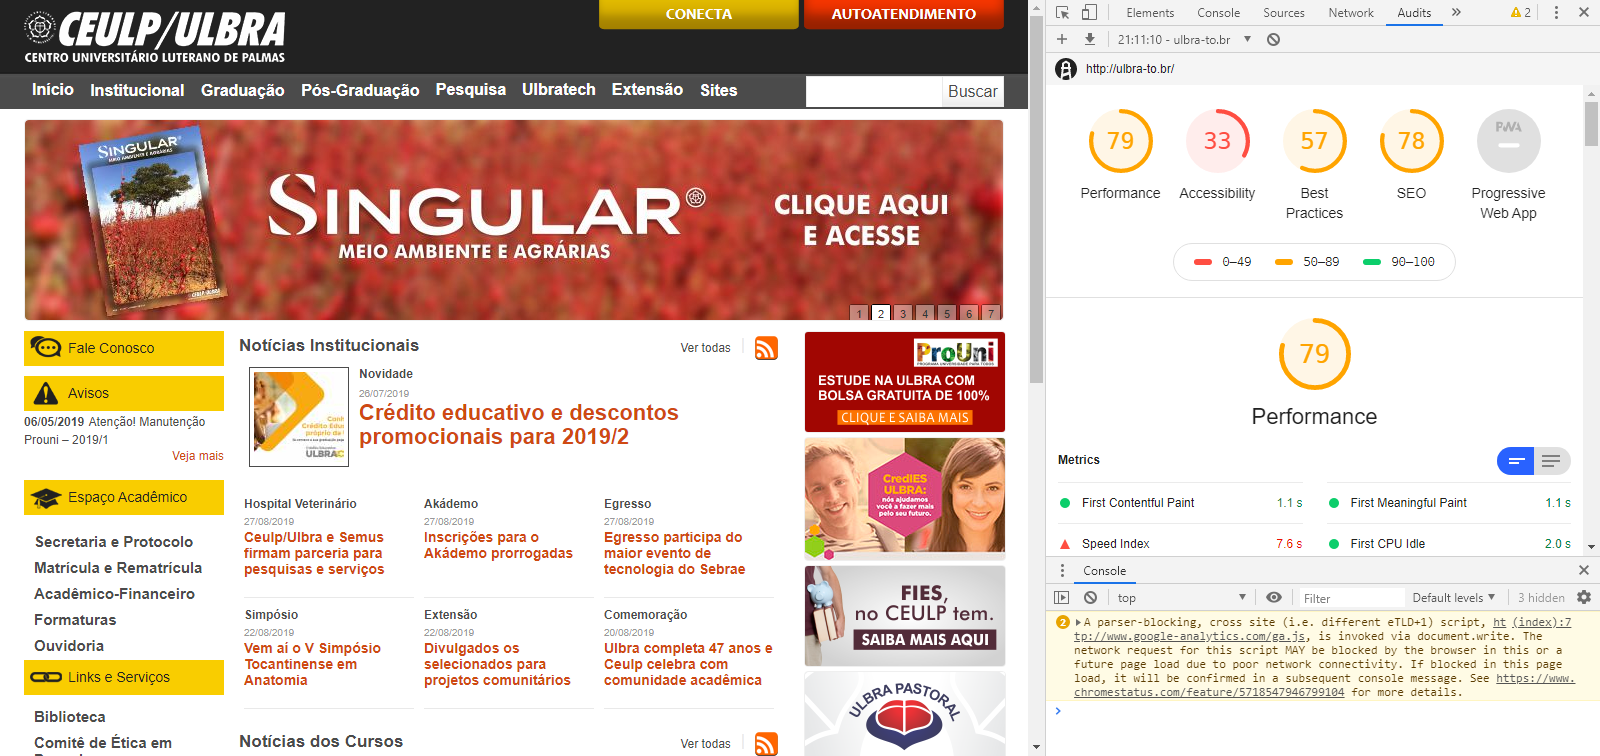 CEULP/ULBRA
CENTRO UNIVERSITÁRIO LUTERANO DE PALMAS
CONECTA
AUTOATENDIMENTO
Início
Institucional
Graduação
Pós-Graduação
Pesquisa
Ulbratech
Extensão
Sites
Buscar
SINGULAR®
MEIO AMBIENTE E AGRÁRIAS
CEULP/ULBRA
SINGULAR®
MEIO AMBIENTE E AGRÁRIAS
CLIQUE AQUI
E ACESSE
1 2 3 4 5 6 7
Fale Conosco
Avisos
06/05/2019 Atenção! Manutenção
Prouni – 2019/1
Veja mais
Espaço Acadêmico
Secretaria e Protocolo
Matrícula e Rematrícula
Acadêmico-Financeiro
Formaturas
Ouvidoria
Links e Serviços
Biblioteca
Comitê de Ética em
Notícias Institucionais
Ver todas
Novidade
26/07/2019
Crédito educativo e descontos
promocionais para 2019/2
Hospital Veterinário
27/08/2019
Ceulp/Ulbra e Semus
firmam parceria para
pesquisas e serviços
Akádemo
27/08/2019
Inscrições para o
Akádemo prorrogadas
Egresso
27/08/2019
Egresso participa do
maior evento de
tecnologia do Sebrae
Simpósio
22/08/2019
Vem aí o V Simpósio
Tocantinense em
Anatomia
Extensão
22/08/2019
Divulgados os
selecionados para
projetos comunitários
Comemoração
20/08/2019
Ulbra completa 47 anos e
Ceulp celebra com
comunidade acadêmica
Notícias dos Cursos
Ver todas
ProUni
PROGRAMA UNIVERSIDADE PARA TODOS
ESTUDE NA ULBRA COM
BOLSA GRATUITA DE 100%
CLIQUE E SAIBA MAIS
CredIES
ULBRA:
nós ajudamos
você a fazer mais
pelo seu futuro.
FIES,
no CEULP tem.
SAIBA MAIS AQUI
ULBRA PASTORAL
Elements
Console
Sources
Network
Audits
2
21:11:10 - ulbra-to.br
http://ulbra-to.br/
79
Performance
33
Accessibility
57
Best
Practices
78
SEO
PWA
Progressive
Web App
0–49
50–89
90–100
79
Performance
Metrics
First Contentful Paint 1.1 s
First Meaningful Paint 1.1 s
Speed Index 7.6 s
First CPU Idle 2.0 s
Console
top
Filter
Default levels
3 hidden
2 A parser-blocking, cross site (i.e. different eTLD+1) script, ht (index):7
tp://www.google-analytics.com/ga.js, is invoked via document.write. The
network request for this script MAY be blocked by the browser in this or a
future page load due to poor network connectivity. If blocked in this page
load, it will be confirmed in a subsequent console message. See https://www.
chromestatus.com/feature/5718547946799104 for more details.